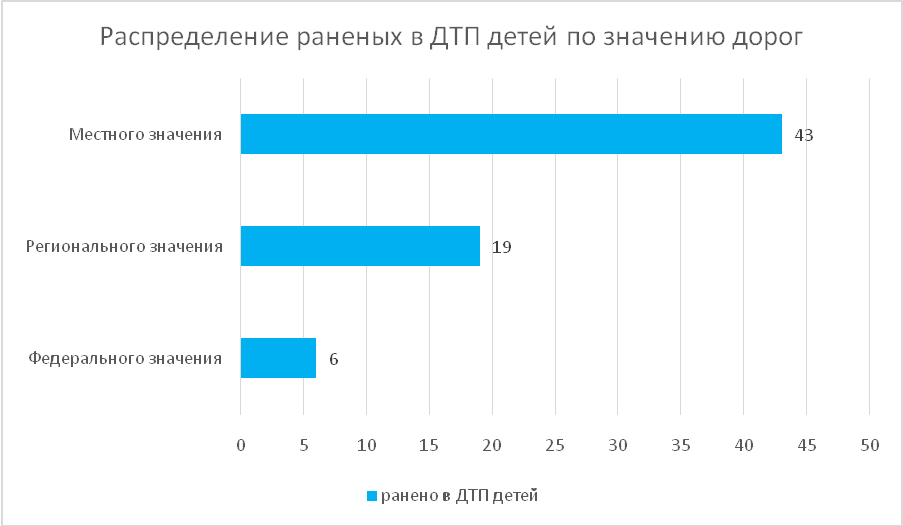 Распределение раненых в ДТП детей по значению дорог
Местного значения
43
Регионального значения
19
Федерального значения
6
0 5 10 15 20 25 30 35 40 45 50
ранено в ДТП детей